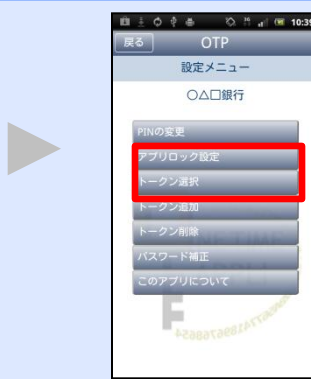 10:39
戻る OTP
設定メニュー
○△□銀行
PINの変更
アプリロック設定
トークン選択
トークン追加
トークン削除
パスワード補正
このアプリについて